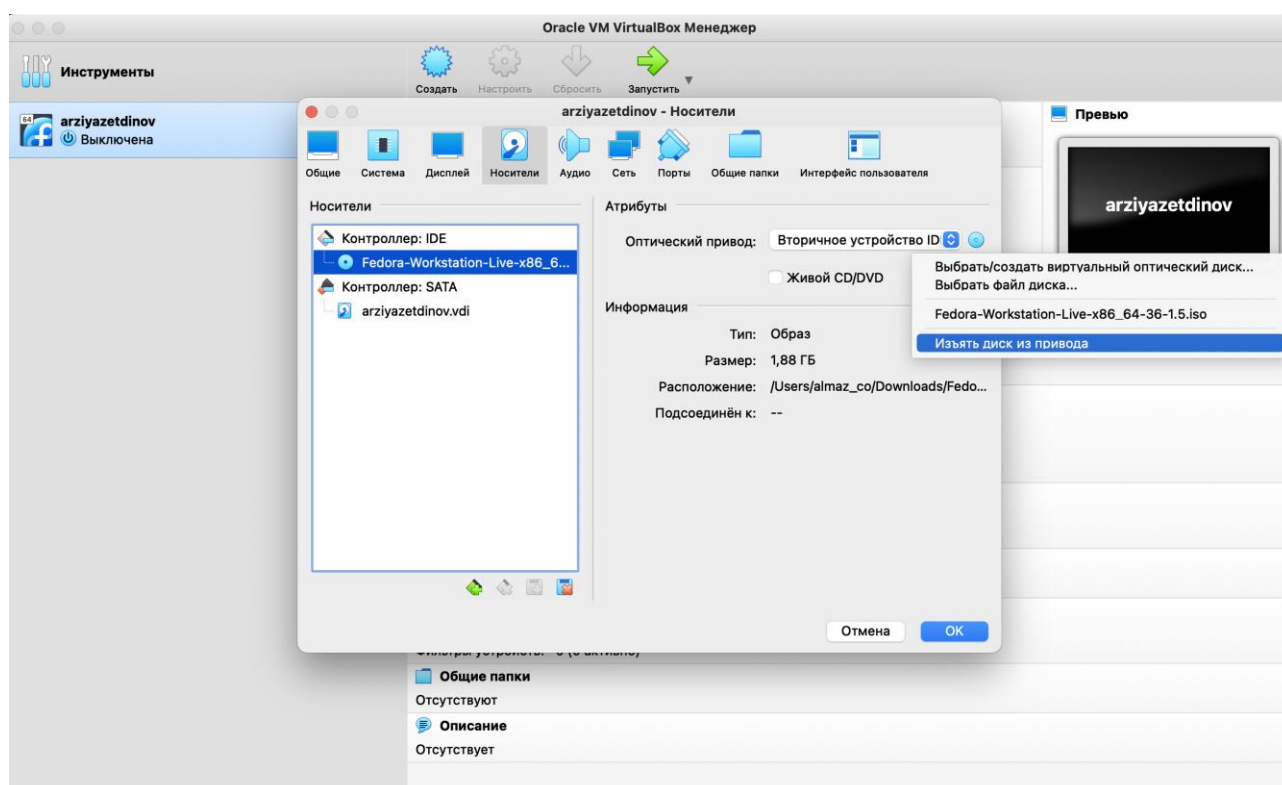 Oracle VM VirtualBox Менеджер
Инструменты
Создать Настроить Сбросить Запустить
64
arziyazetdinov
Выключена
arziyazetdinov - Носители
Общие Система Дисплей Носители Аудио Сеть Порты Общие папки Интерфейс пользователя
Носители
Контроллер: IDE
Fedora-Workstation-Live-x86_6...
Контроллер: SATA
arziyazetdinov.vdi
Атрибуты
Оптический привод: Вторичное устройство ID
Живой CD/DVD
Информация
Тип: Образ
Размер: 1,88 ГБ
Расположение: /Users/almaz_co/Downloads/Fedo...
Подсоединён к: --
Отмена OK
Превью
arziyazetdinov
Выбрать/создать виртуальный оптический диск...
Выбрать файл диска...
Fedora-Workstation-Live-x86_64-36-1.5.iso
Изъять диск из привода
Общие папки
Отсутствуют
Описание
Отсутствует